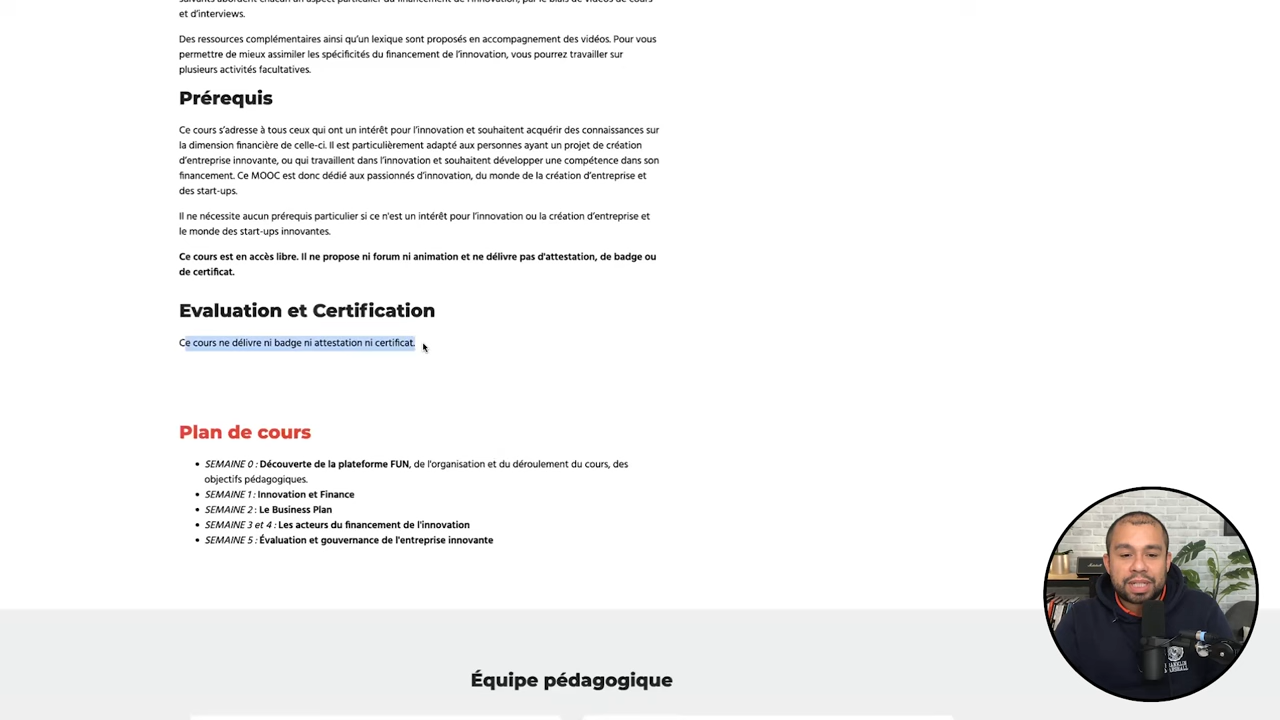 suivants abordent chacun un aspect particulier du financement de l'innovation, par le biais de vidéos de cours
et d'interviews.
Des ressources complémentaires ainsi qu'un lexique sont proposés en accompagnement des vidéos. Pour vous
permettre de mieux assimiler les spécificités du financement de l'innovation, vous pourrez travailler sur
plusieurs activités facultatives.
Prérequis
Ce cours s'adresse à tous ceux qui ont un intérêt pour l'innovation et souhaitent acquérir des connaissances sur
la dimension financière de celle-ci. Il est particulièrement adapté aux personnes ayant un projet de création
d'entreprise innovante, ou qui travaillent dans l'innovation et souhaitent développer une compétence dans son
financement. Ce MOOC est donc dédié aux passionnés d'innovation, du monde de la création d'entreprise et
des start-ups.
Il ne nécessite aucun prérequis particulier si ce n'est un intérêt pour l'innovation ou la création d'entreprise et
le monde des start-ups innovantes.
Ce cours est en accès libre. Il ne propose ni forum ni animation et ne délivre pas d'attestation, de badge ou
de certificat.
Evaluation et Certification
Ce cours ne délivre ni badge ni attestation ni certificat.
Plan de cours
• SEMAINE 0 : Découverte de la plateforme FUN, de l'organisation et du déroulement du cours, des
objectifs pédagogiques.
• SEMAINE 1 : Innovation et Finance
• SEMAINE 2 : Le Business Plan
• SEMAINE 3 et 4 : Les acteurs du financement de l'innovation
• SEMAINE 5 : Évaluation et gouvernance de l'entreprise innovante
Équipe pédagogique